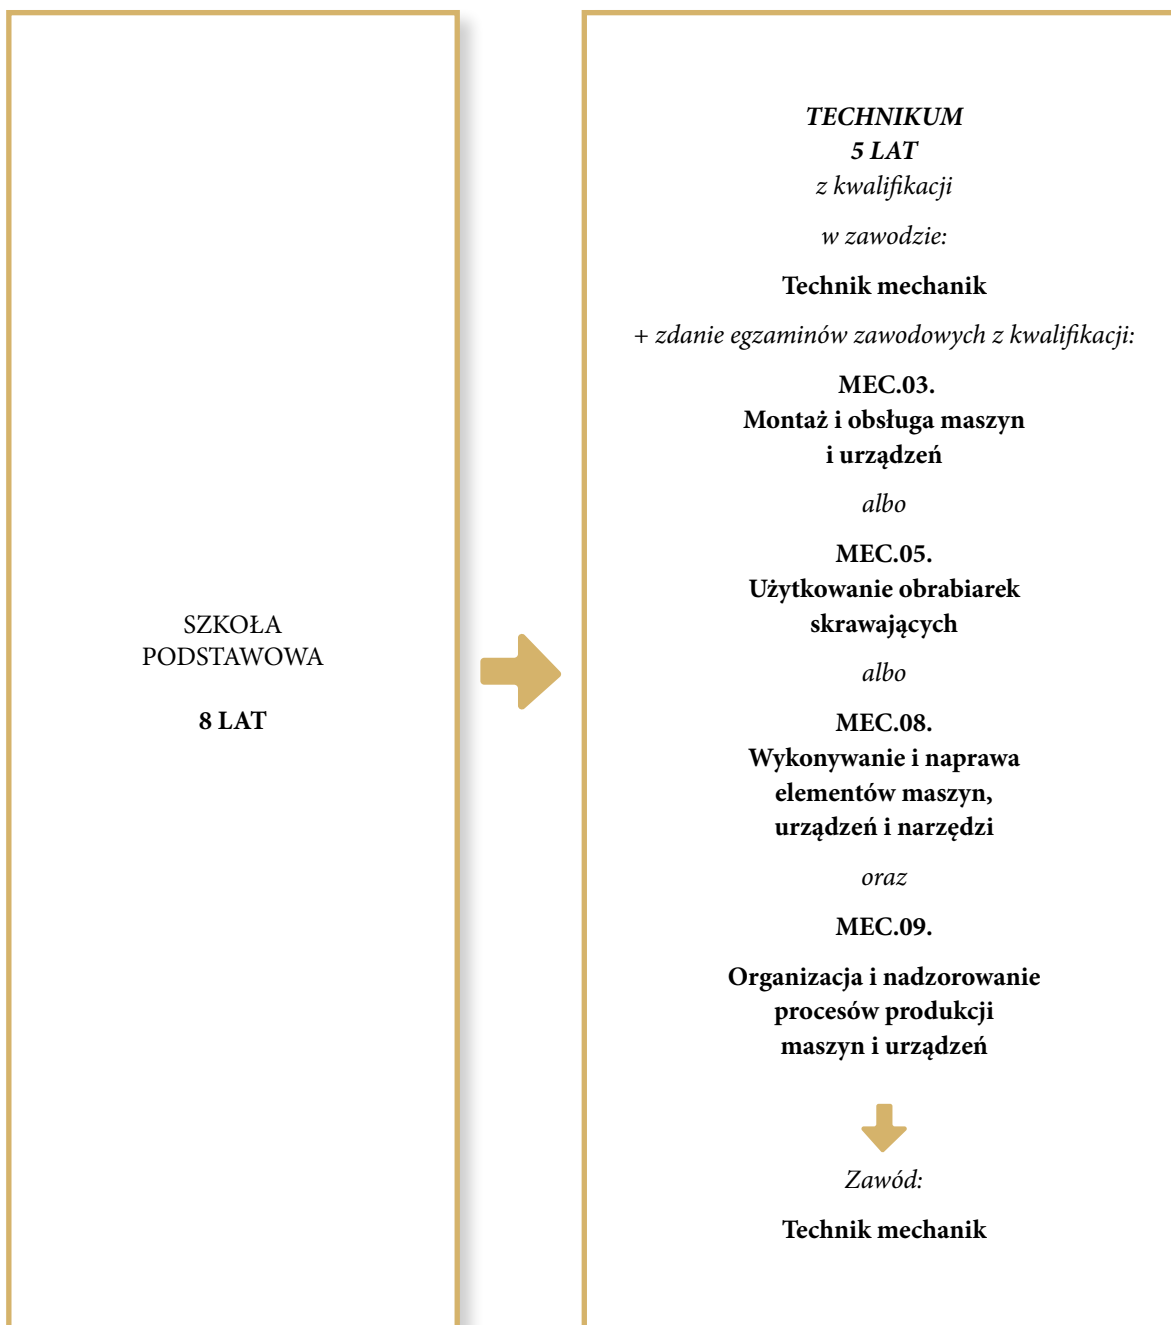 SZKOŁA
PODSTAWOWA
8 LAT
TECHNIKUM
5 LAT
z kwalifikacji
w zawodzie:
Technik mechanik
+ zdanie egzaminów zawodowych z kwalifikacji:
MEC.03.
Montaż i obsługa maszyn
i urządzeń
albo
MEC.05.
Użytkowanie obrabiarek
skrawających
albo
MEC.08.
Wykonywanie i naprawa
elementów maszyn,
urządzeń i narzędzi
oraz
MEC.09.
Organizacja i nadzorowanie
procesów produkcji
maszyn i urządzeń
Zawód:
Technik mechanik